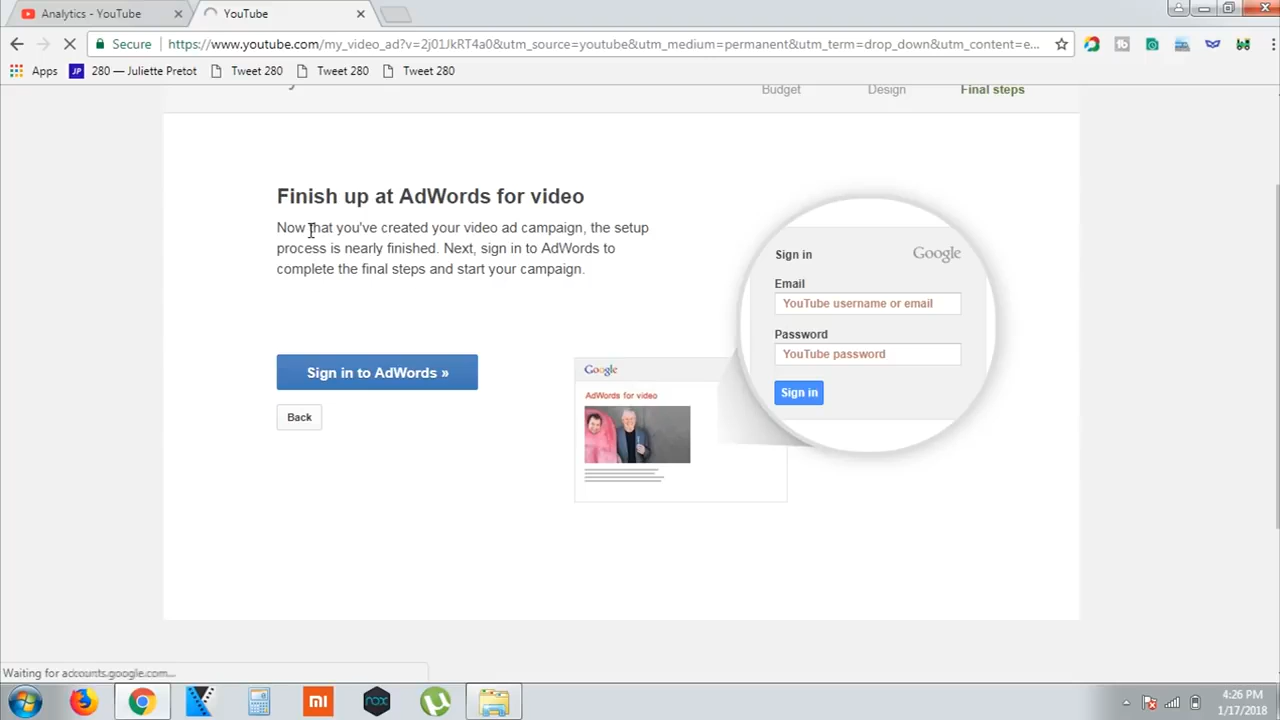 Analytics - YouTube
YouTube
Secure
https://www.youtube.com/my_video_ad?v=2j01JkRT4a0&utm_source=youtube&utm_medium=permanent&utm_term=drop_down&utm_content=e...
Apps
JP
280 — Juliette Pretot
Tweet 280
Tweet 280
Tweet 280
Budget
Design
Final steps
Finish up at AdWords for video
Now that you've created your video ad campaign, the setup
process is nearly finished. Next, sign in to AdWords to
complete the final steps and start your campaign.
Sign in
Google
Email
YouTube username or email
Password
YouTube password
Sign in
Sign in to AdWords »
Back
Google
AdWords for video
Waiting for accounts.google.com...
mi
nox
4:26 PM
1/17/2018